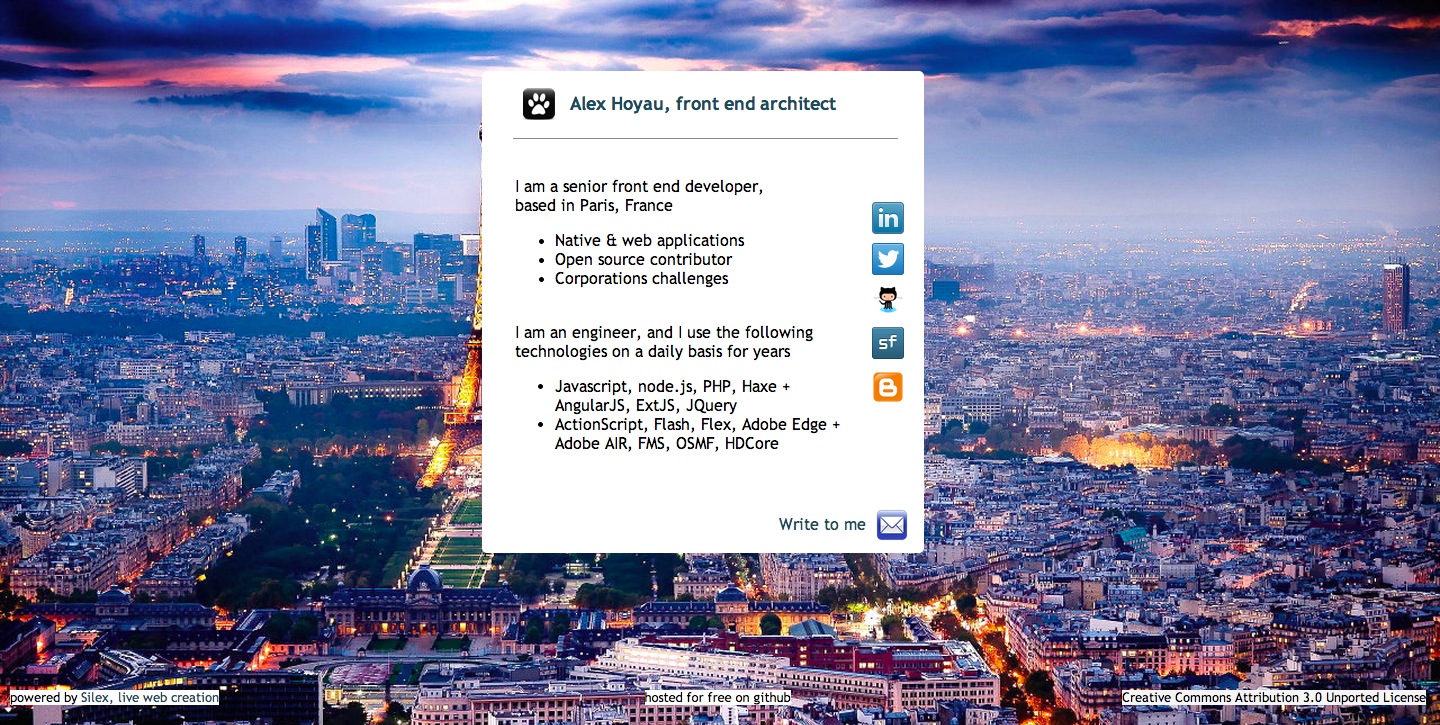 Alex Hoyau, front end architect
I am a senior front end developer,
based in Paris, France
• Native & web applications
• Open source contributor
• Corporations challenges
in
sf
I am an engineer, and I use the following
technologies on a daily basis for years
• Javascript, node.js, PHP, Haxe +
AngularJS, ExtJS, JQuery
• ActionScript, Flash, Flex, Adobe Edge +
Adobe AIR, FMS, OSMF, HDCore
Write to me
powered by Silex, live web creation
hosted for free on github
Creative Commons Attribution 3.0 Unported License